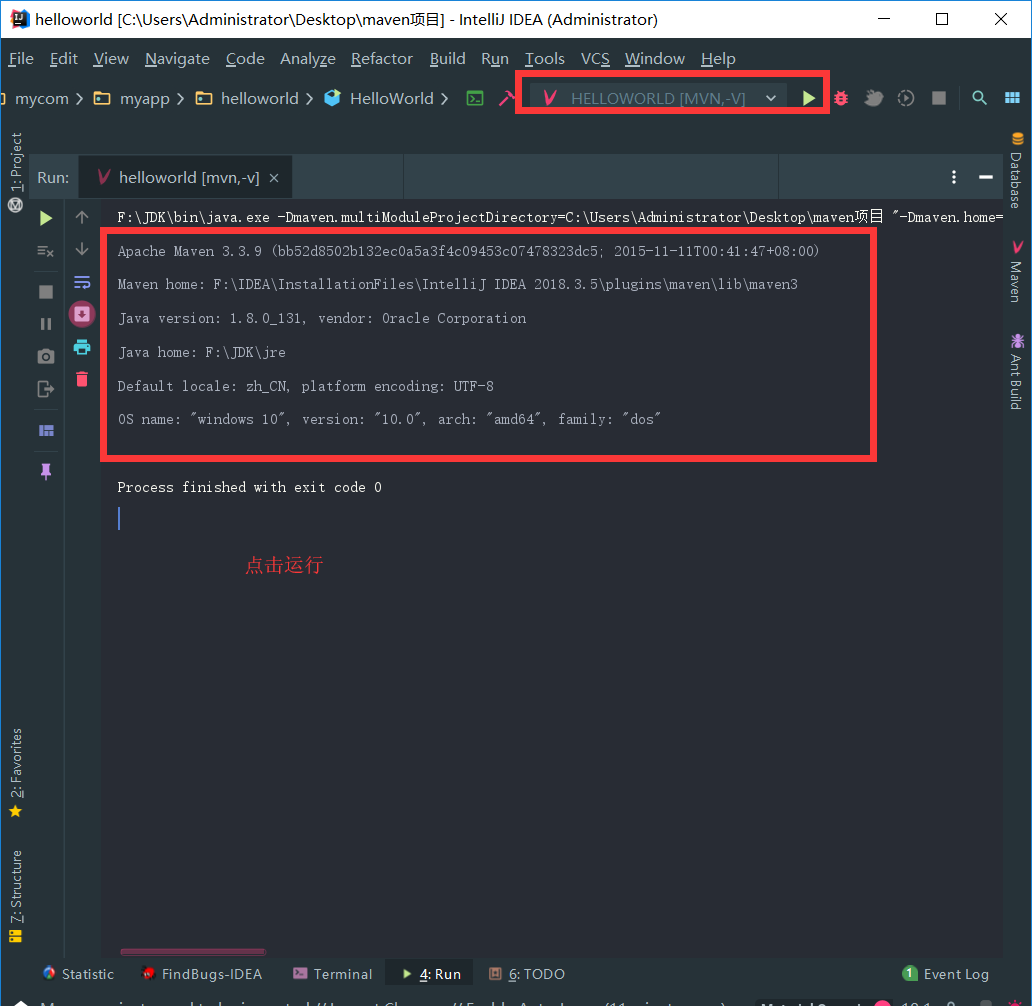 helloworld [C:\Users\Administrator\Desktop\maven项目] - IntelliJ IDEA (Administrator)
File Edit View Navigate Code Analyze Refactor Build Run Tools VCS Window Help
mycom myapp helloworld HelloWorld HELLOWORLD [MVN,-V]
1: Project
Run: helloworld [mvn,-v]
F:\JDK\bin\java.exe -Dmaven.multiModuleProjectDirectory=C:\Users\Administrator\Desktop\maven项目 "-Dmaven.home=
Apache Maven 3.3.9 (bb52d8502b132ec0a5a3f4c09453c07478323dc5; 2015-11-11T00:41:47+08:00)
Maven home: F:\IDEA\InstallationFiles\IntelliJ IDEA 2018.3.5\plugins\maven\lib\maven3
Java version: 1.8.0_131, vendor: Oracle Corporation
Java home: F:\JDK\jre
Default locale: zh_CN, platform encoding: UTF-8
OS name: "windows 10", version: "10.0", arch: "amd64", family: "dos"
Process finished with exit code 0
点击运行
Database
Maven
Ant Build
2: Favorites
7: Structure
Statistic FindBugs-IDEA Terminal 4: Run 6: TODO 1 Event Log